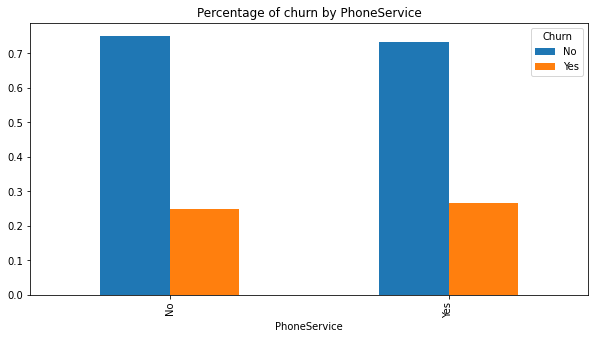 Percentage of churn by PhoneService
Churn
No
Yes
0.7
0.6
0.5
0.4
0.3
0.2
0.1
0.0
No
Yes
PhoneService